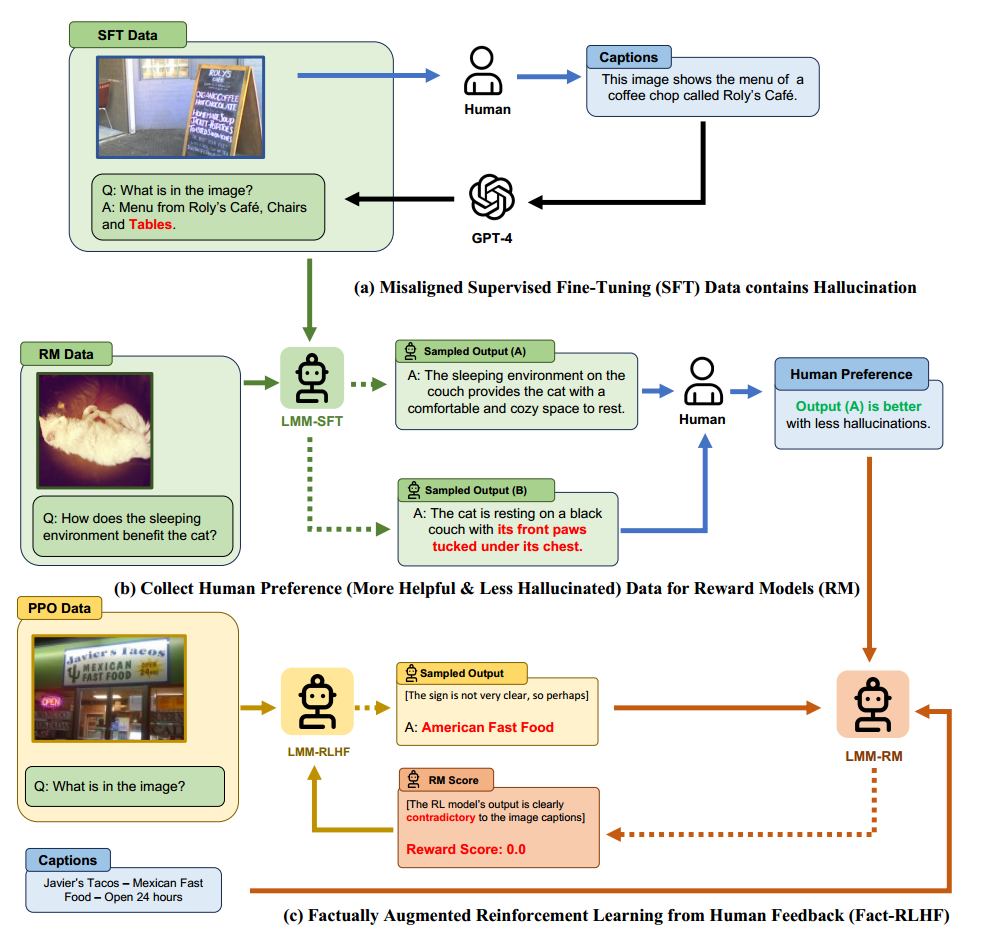 SFT Data
ROLY'S
CAFE
ORGANIC COFFEE
HOT CHOCOLATE
HOMEMADE SOUP
JACKET POTATOES
TOASTED SANDWICHES
Human
Captions
This image shows the menu of a
coffee chop called Roly's Café.
Q: What is in the image?
A: Menu from Roly's Café, Chairs
and Tables.
GPT-4
(a) Misaligned Supervised Fine-Tuning (SFT) Data contains Hallucination
RM Data
Q: How does the sleeping
environment benefit the cat?
LMM-SFT
Sampled Output (A)
A: The sleeping environment on the
couch provides the cat with a
comfortable and cozy space to rest.
Sampled Output (B)
A: The cat is resting on a black
couch with its front paws
tucked under its chest.
Human
Human Preference
Output (A) is better
with less hallucinations.
(b) Collect Human Preference (More Helpful & Less Hallucinated) Data for Reward Models (RM)
PPO Data
Javier's Tacos
MEXICAN
FAST FOOD
OPEN
24
OPEN
Q: What is in the image?
LMM-RLHF
Sampled Output
[The sign is not very clear, so perhaps]
A: American Fast Food
LMM-RM
RM Score
[The RL model's output is clearly
contradictory to the image captions]
Reward Score: 0.0
Captions
Javier's Tacos – Mexican Fast
Food – Open 24 hours
(c) Factually Augmented Reinforcement Learning from Human Feedback (Fact-RLHF)